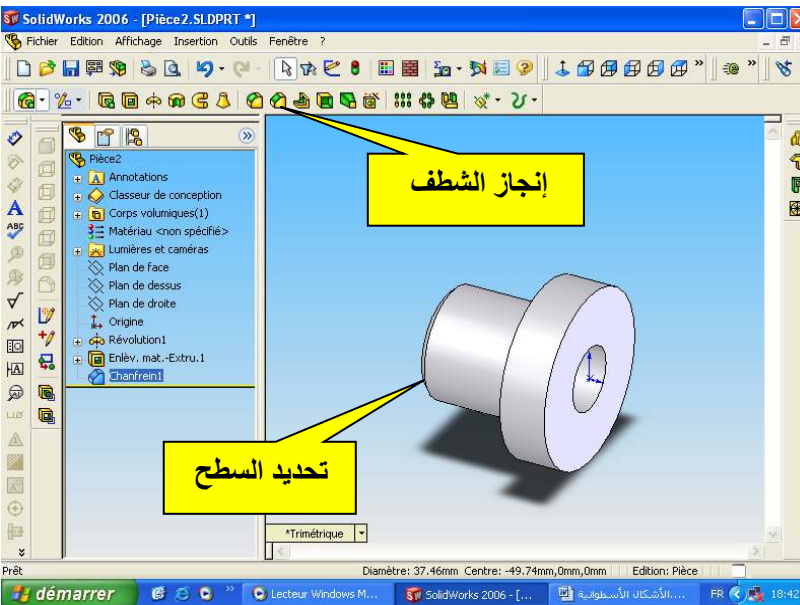 SolidWorks 2006 - [Pièce2.SLDPRT *]
Fichier Edition Affichage Insertion Outils Fenêtre ?
Pièce2
Annotations
Classeur de conception
Corps volumiques(1)
Matériau <non spécifié>
Lumières et caméras
Plan de face
Plan de dessus
Plan de droite
Origine
Révolution1
Enlèv. mat.-Extru.1
Chanfrein1
إنجاز الشطف
تحديد السطح
*Trimétrique
Prêt
Diamètre: 37.46mm Centre: -49.74mm,0mm,0mm Edition: Pièce
démarrer
Lecteur Windows M...
SolidWorks 2006 - [...
الأشكال الأسطوانية....
FR
18:42